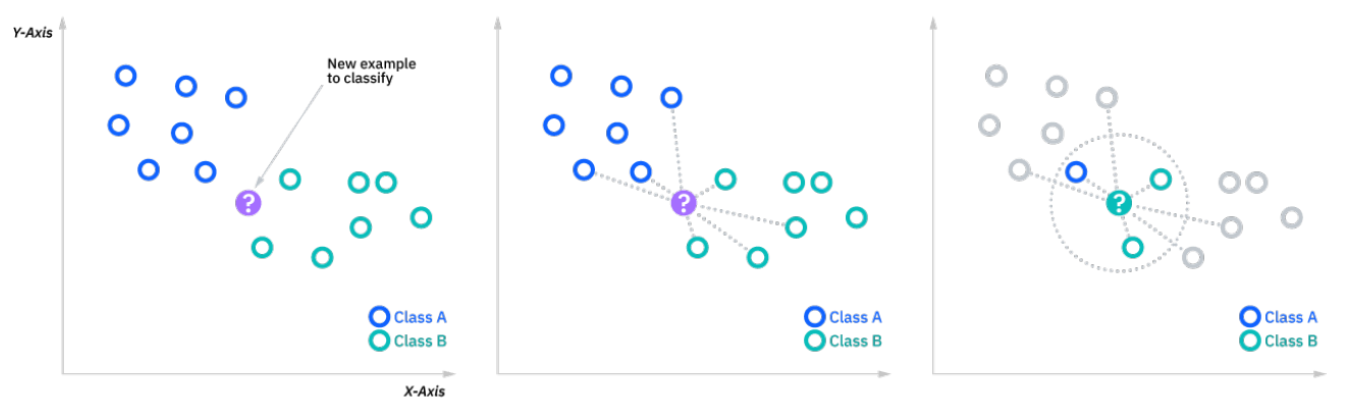 Y-Axis
New example
to classify
?
Class A
Class B
X-Axis
?
Class A
Class B
?
Class A
Class B